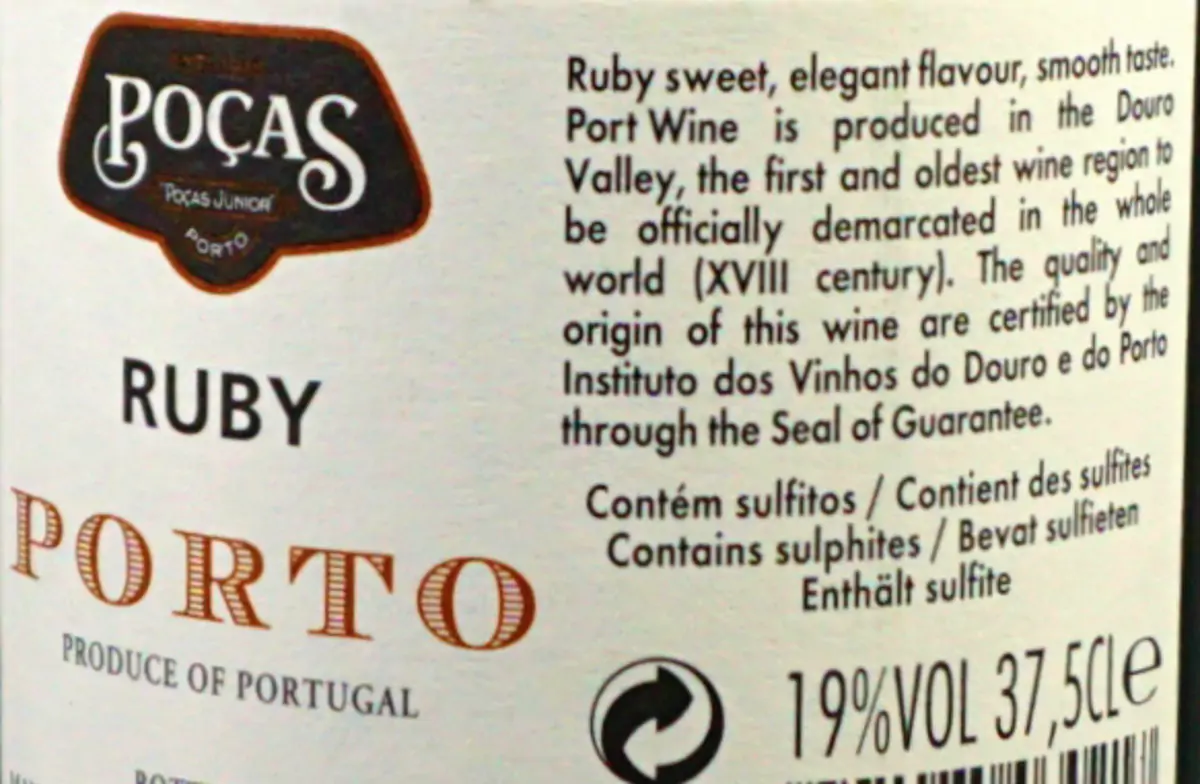 POÇAS
"POÇAS JUNIOR"
PORTO
RUBY
PORTO
PRODUCE OF PORTUGAL
Ruby sweet, elegant flavour, smooth taste.
Port Wine is produced in the Douro
Valley, the first and oldest wine region to
be officially demarcated in the whole
world (XVIII century). The quality and
origin of this wine are certified by the
Instituto dos Vinhos do Douro e do Porto
through the Seal of Guarantee.
Contém sulfitos / Contient des sulfites
Contains sulphites / Bevat sulfieten
Enthält sulfite
19%VOL 37,5CLe